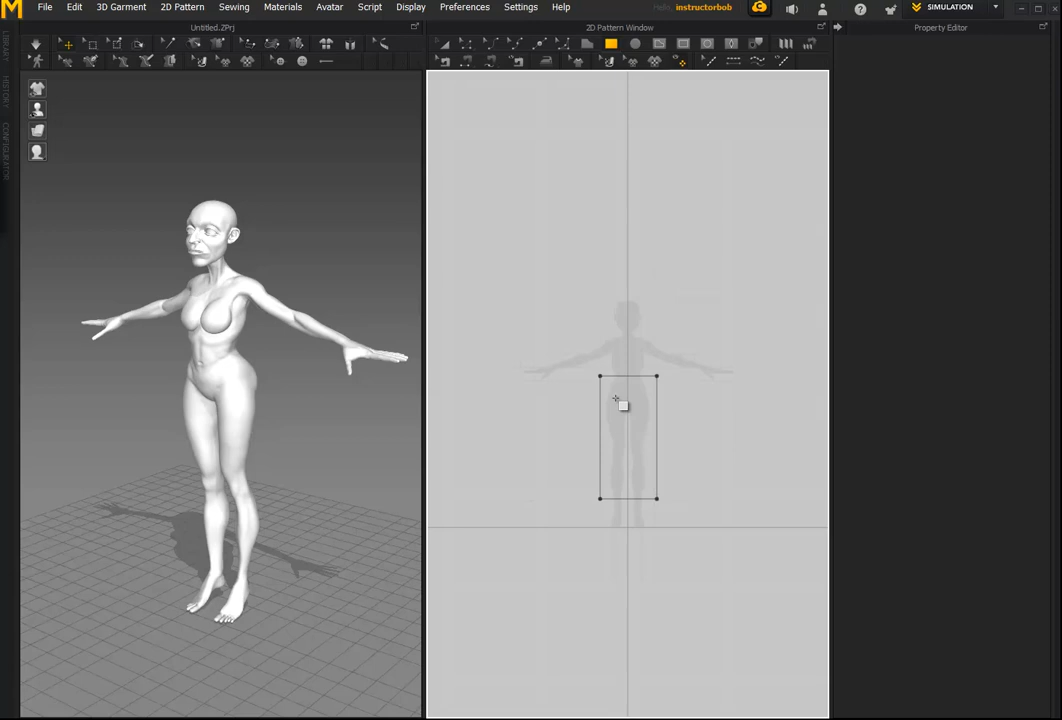 File Edit 3D Garment 2D Pattern Sewing Materials Avatar Script Display Preferences Settings Help Hello, instructorbob SIMULATION
Untitled.ZPrj 2D Pattern Window Property Editor
LIBRARY
HISTORY
CONFIGURATOR